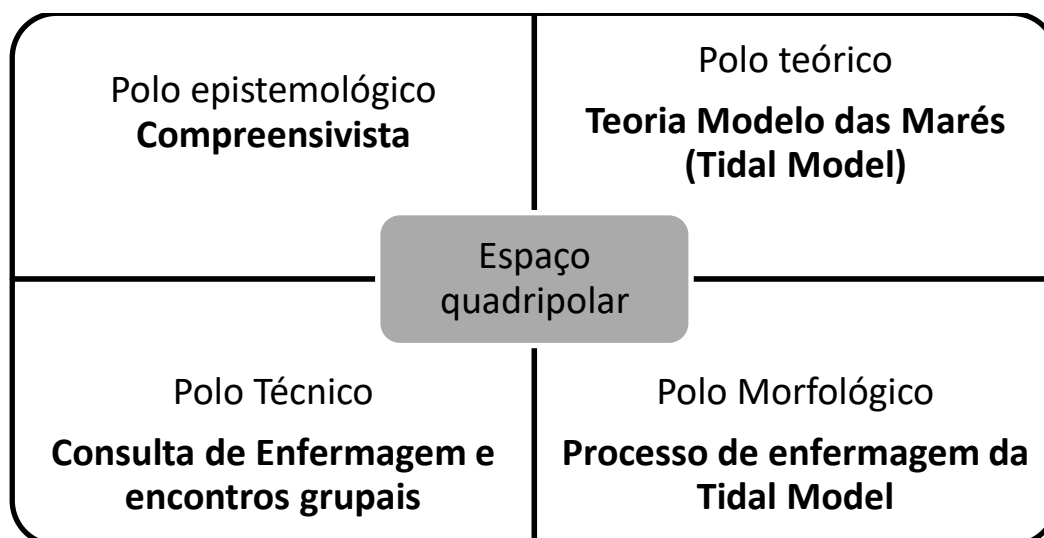 Polo epistemológico
Compreensivista
Polo teórico
Teoria Modelo das Marés
(Tidal Model)
Espaço
quadripolar
Polo Técnico
Consulta de Enfermagem e
encontros grupais
Polo Morfológico
Processo de enfermagem da
Tidal Model